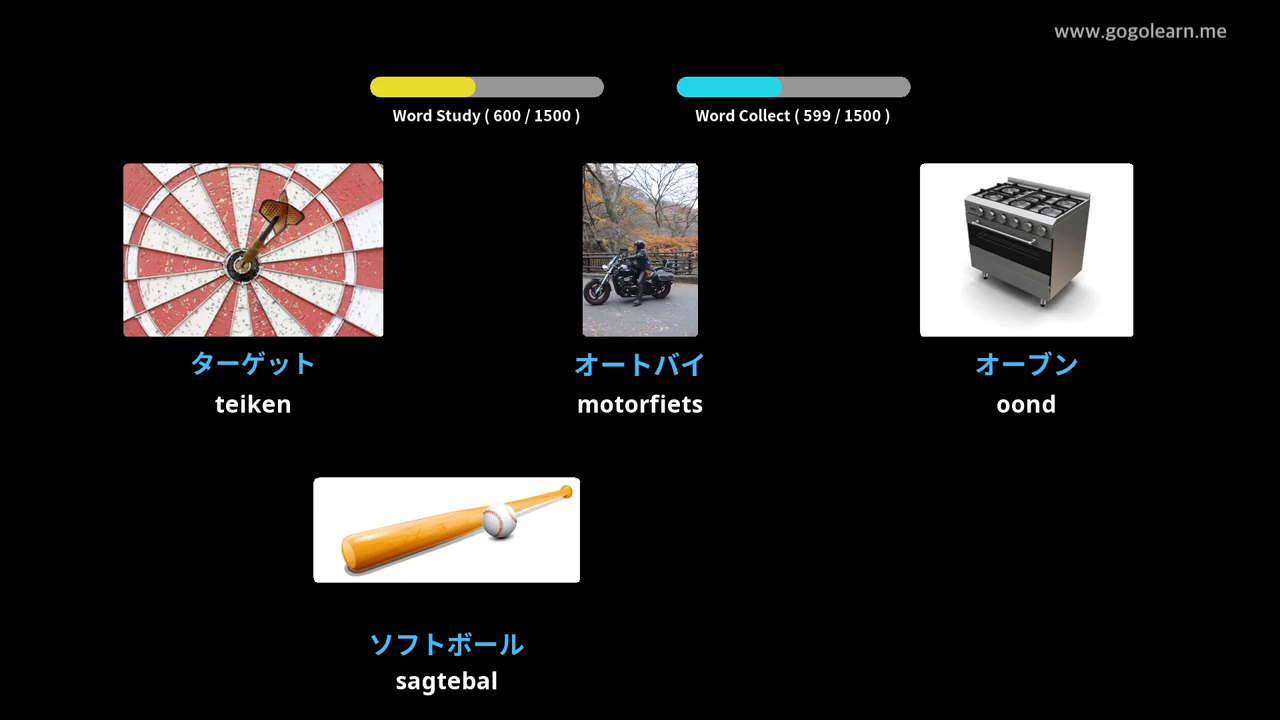 www.gogolearn.me
Word Study ( 600 / 1500 )
Word Collect ( 599 / 1500 )
ターゲット
オートバイ
オーブン
teiken
motorfiets
oond
ソフトボール
sagtebal